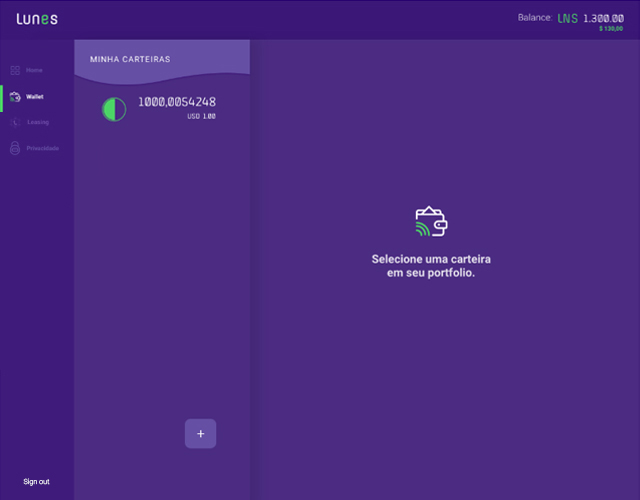 Lunes
Balance: LNS 1.300.00
$ 130,00
Home
Wallet
Leasing
Privacidade
Sign out
MINHA CARTEIRAS
1000,0054248
USD 1.00
+
Selecione uma carteira
em seu portfolio.